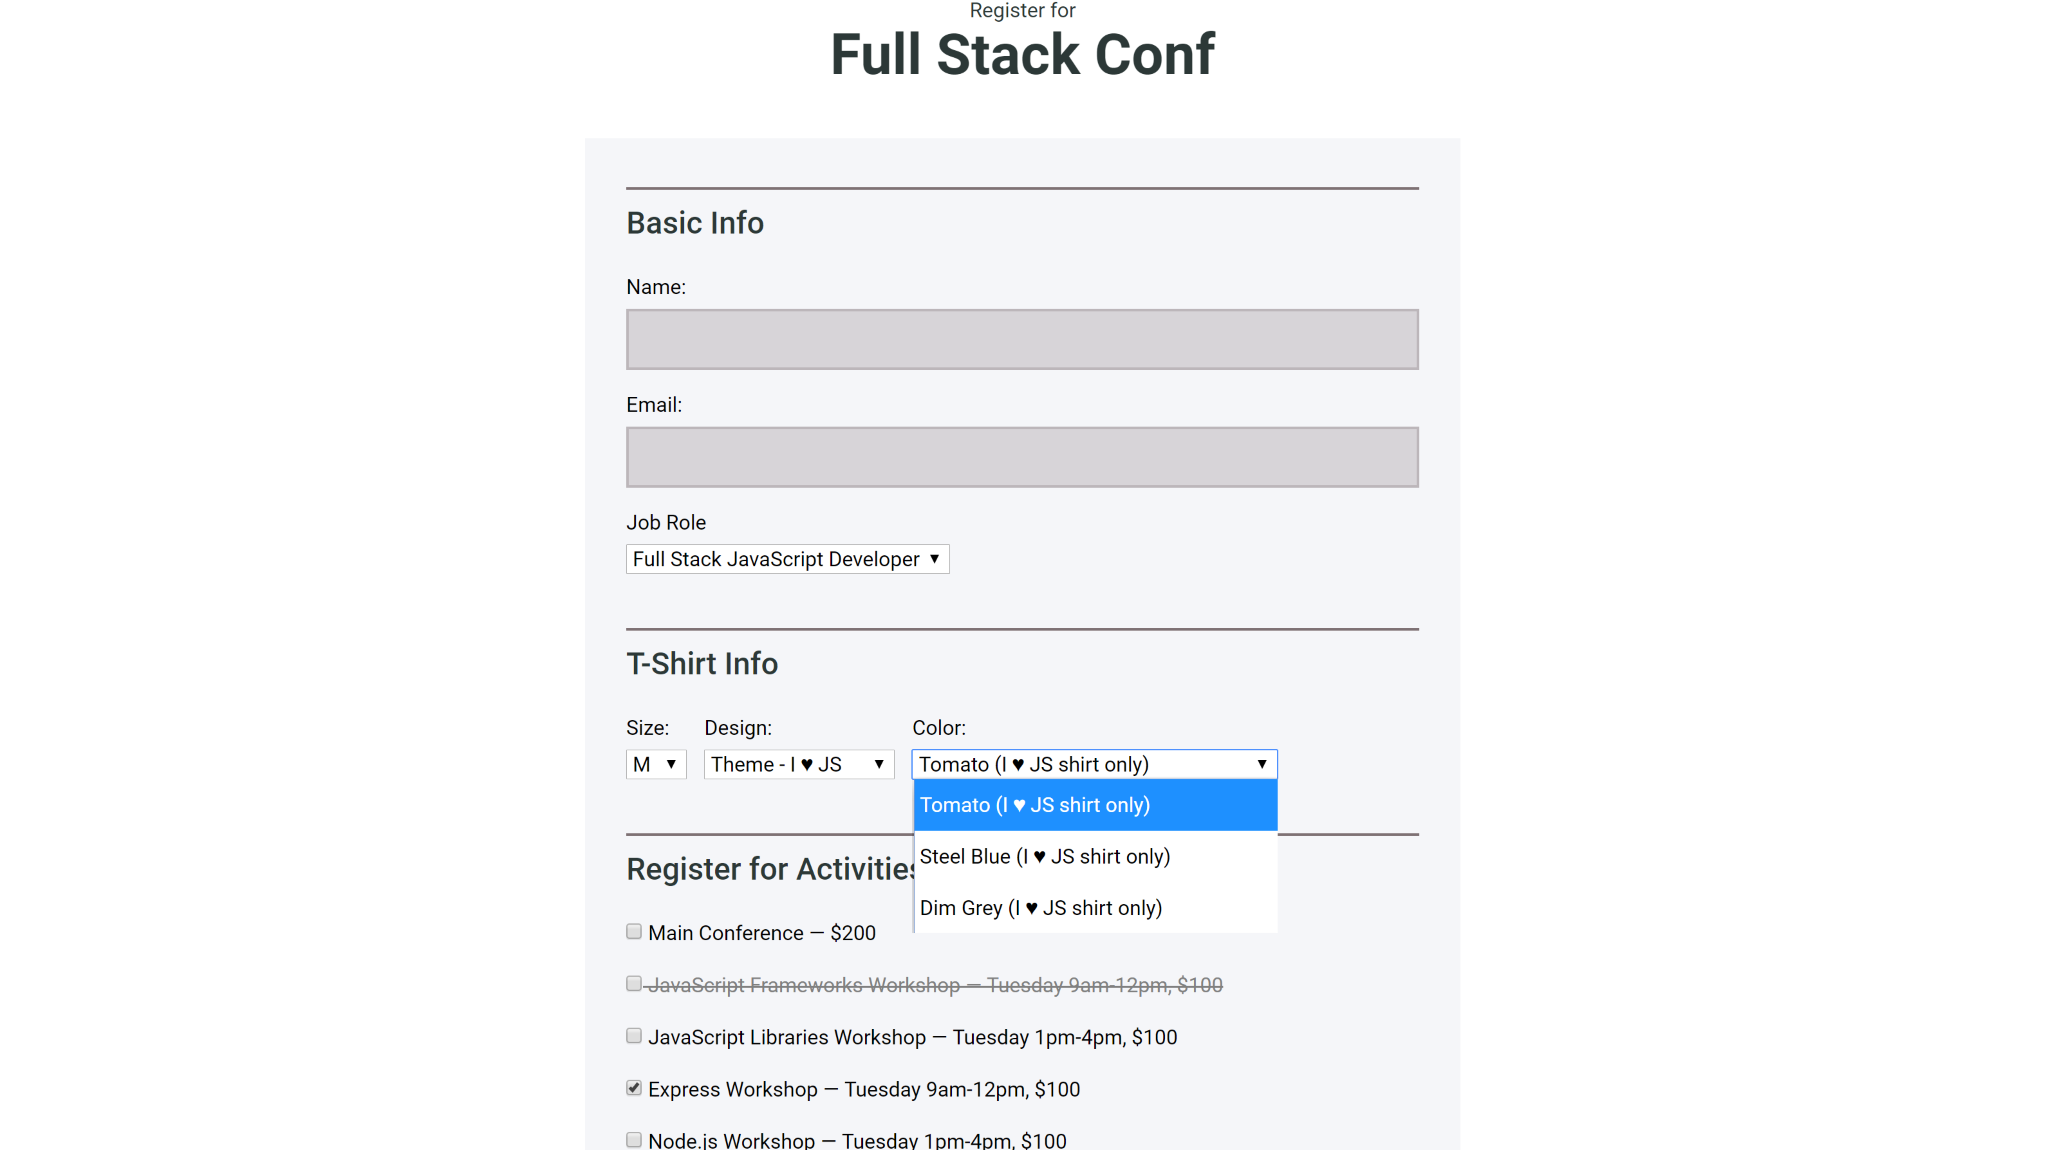 Register for
Full Stack Conf
Basic Info
Name:
Email:
Job Role
Full Stack JavaScript Developer ▼
T-Shirt Info
Size: Design: Color:
M ▼ Theme - I ♥ JS ▼ Tomato (I ♥ JS shirt only) ▼
Tomato (I ♥ JS shirt only)
Steel Blue (I ♥ JS shirt only)
Dim Grey (I ♥ JS shirt only)
Register for Activities
Main Conference — $200
JavaScript Frameworks Workshop — Tuesday 9am-12pm, $100
JavaScript Libraries Workshop — Tuesday 1pm-4pm, $100
Express Workshop — Tuesday 9am-12pm, $100
Node.js Workshop — Tuesday 1pm-4pm, $100